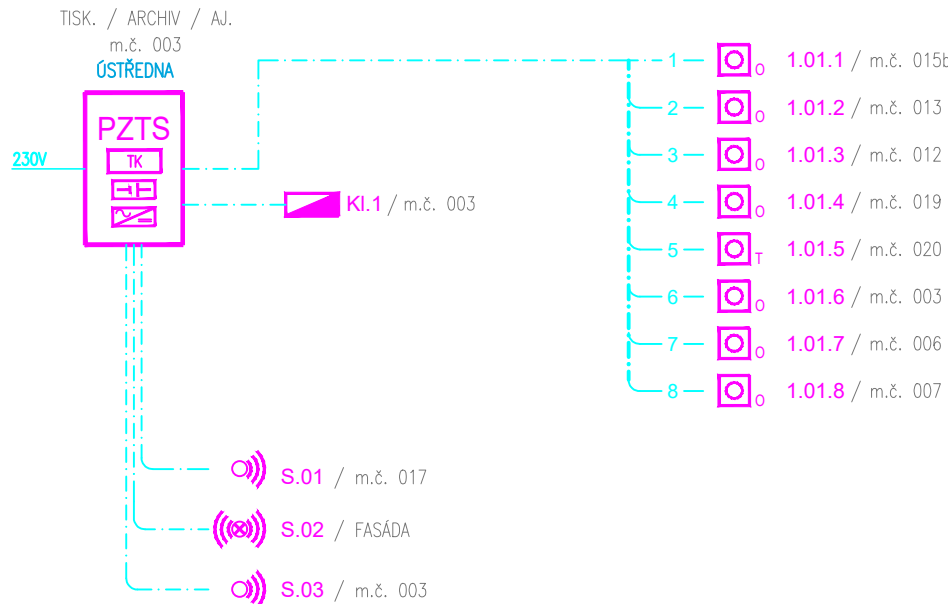 TISK. / ARCHIV / AJ.
m.č. 003
ÚSTŘEDNA
PZTS
TK
230V
KI.1 / m.č. 003
1 O 1.01.1 / m.č. 015b
2 O 1.01.2 / m.č. 013
3 O 1.01.3 / m.č. 012
4 O 1.01.4 / m.č. 019
5 T 1.01.5 / m.č. 020
6 O 1.01.6 / m.č. 003
7 O 1.01.7 / m.č. 006
8 O 1.01.8 / m.č. 007
S.01 / m.č. 017
S.02 / FASÁDA
S.03 / m.č. 003